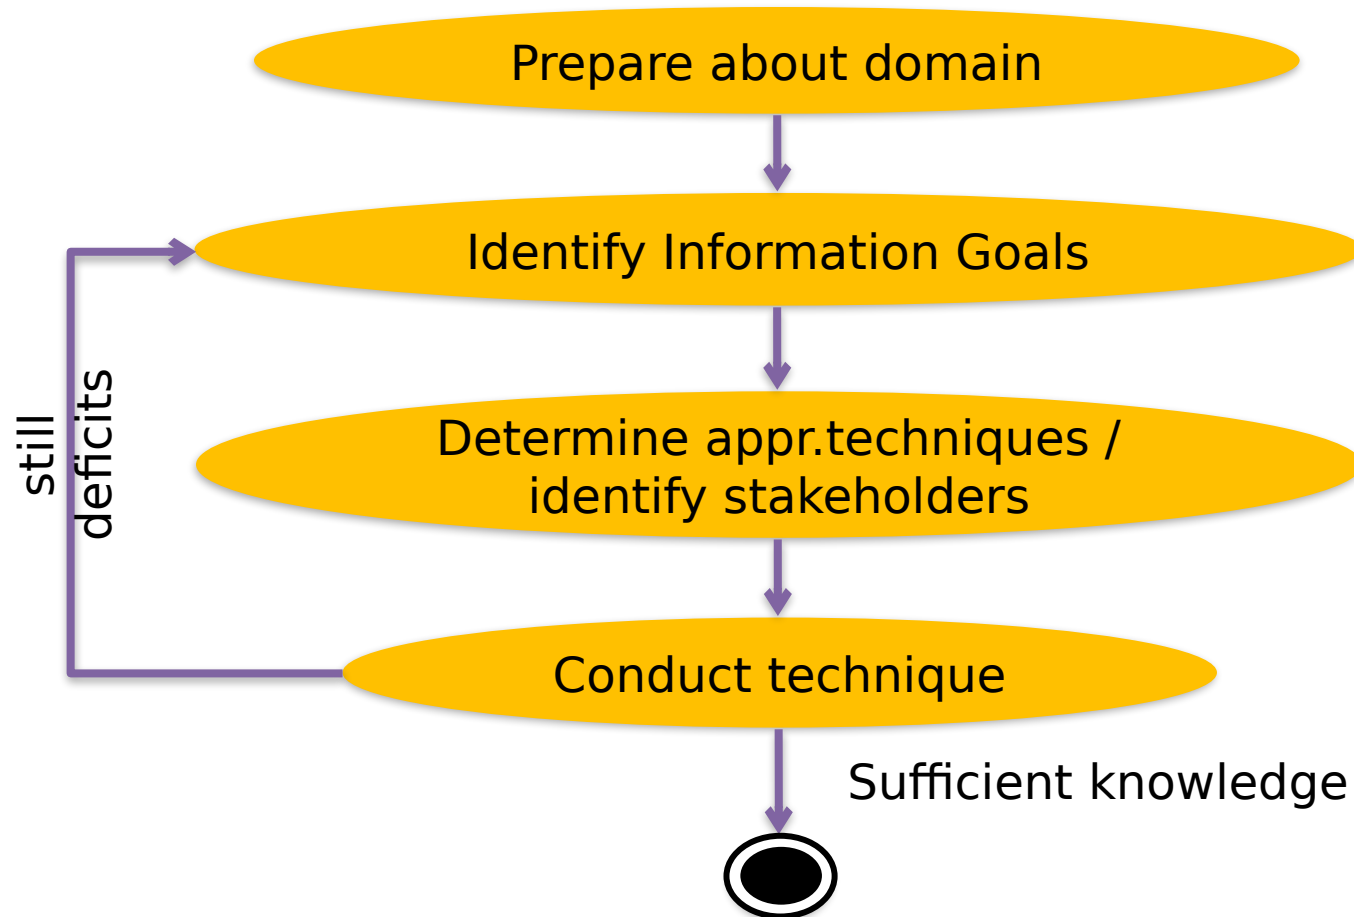 Prepare about domain
Identify Information Goals
still
deficits
Determine appr.techniques /
identify stakeholders
Conduct technique
Sufficient knowledge